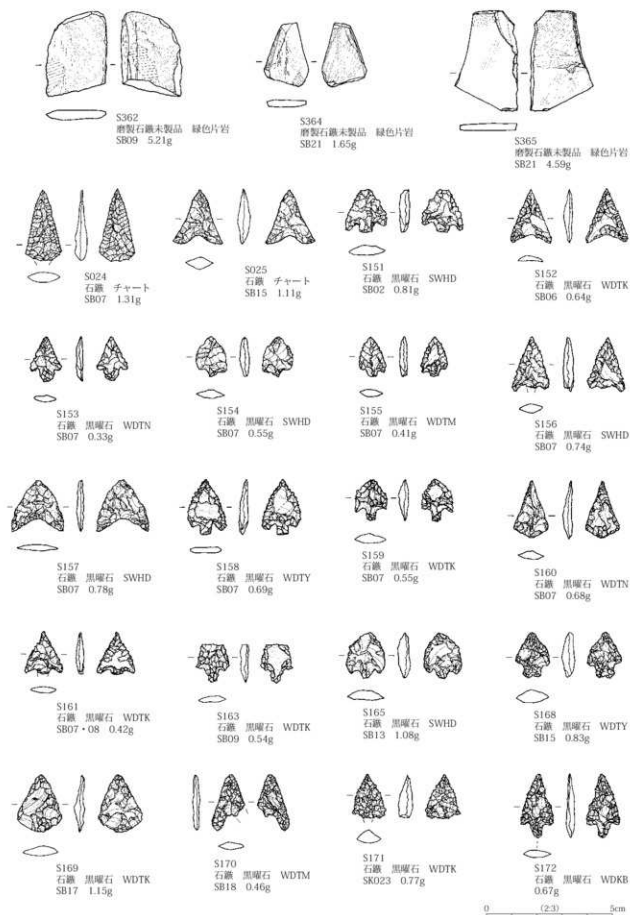 S362
磨製石鏃未製品 緑色片岩
SB09 5.21g
S364
磨製石鏃未製品 緑色片岩
SB21 1.65g
S365
磨製石鏃未製品 緑色片岩
SB21 4.59g
S024
石鏃 チャート
SB07 1.31g
S025
石鏃 チャート
SB15 1.11g
S151
石鏃 黒曜石 SWHD
SB02 0.81g
S152
石鏃 黒曜石 WDTK
SB06 0.64g
S153
石鏃 黒曜石 WDTN
SB07 0.33g
S154
石鏃 黒曜石 SWHD
SB07 0.55g
S155
石鏃 黒曜石 WDTM
SB07 0.41g
S156
石鏃 黒曜石 SWHD
SB07 0.74g
S157
石鏃 黒曜石 SWHD
SB07 0.78g
S158
石鏃 黒曜石 WDTY
SB07 0.69g
S159
石鏃 黒曜石 WDTK
SB07 0.55g
S160
石鏃 黒曜石 WDTN
SB07 0.68g
S161
石鏃 黒曜石 WDTK
SB07・08 0.42g
S163
石鏃 黒曜石 WDTK
SB09 0.54g
S165
石鏃 黒曜石 SWHD
SB13 1.08g
S168
石鏃 黒曜石 WDTY
SB15 0.83g
S169
石鏃 黒曜石 WDTK
SB17 1.15g
S170
石鏃 黒曜石 WDTM
SB18 0.46g
S171
石鏃 黒曜石 WDTK
SK023 0.77g
S172
石鏃 黒曜石 WDKB
0.67g
0 (2:3) 5cm